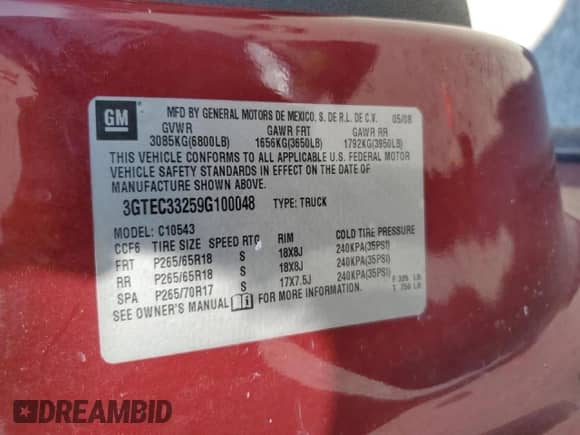 GM
MFD BY GENERAL MOTORS DE MEXICO, S. DE R.L. DE C.V. 05/08
GVWR GAWR FRT GAWR RR
3085KG(6800LB) 1656KG(3650LB) 1792KG(3950LB)
THIS VEHICLE CONFORMS TO ALL APPLICABLE U.S. FEDERAL MOTOR
VEHICLE SAFETY STANDARDS IN EFFECT ON THE DATE OF
MANUFACTURE SHOWN ABOVE.
3GTEC33259G100048 TYPE: TRUCK
MODEL: C10543
CCF6 TIRE SIZE SPEED RTG RIM COLD TIRE PRESSURE
FRT P265/65R18 S 18X8J 240KPA(35PSI)
RR P265/65R18 S 18X8J 240KPA(35PSI)
SPA P265/70R17 S 17X7.5J 240KPA(35PSI)
SEE OWNER'S MANUAL FOR MORE INFORMATION.
LB
LB
DREAMBID